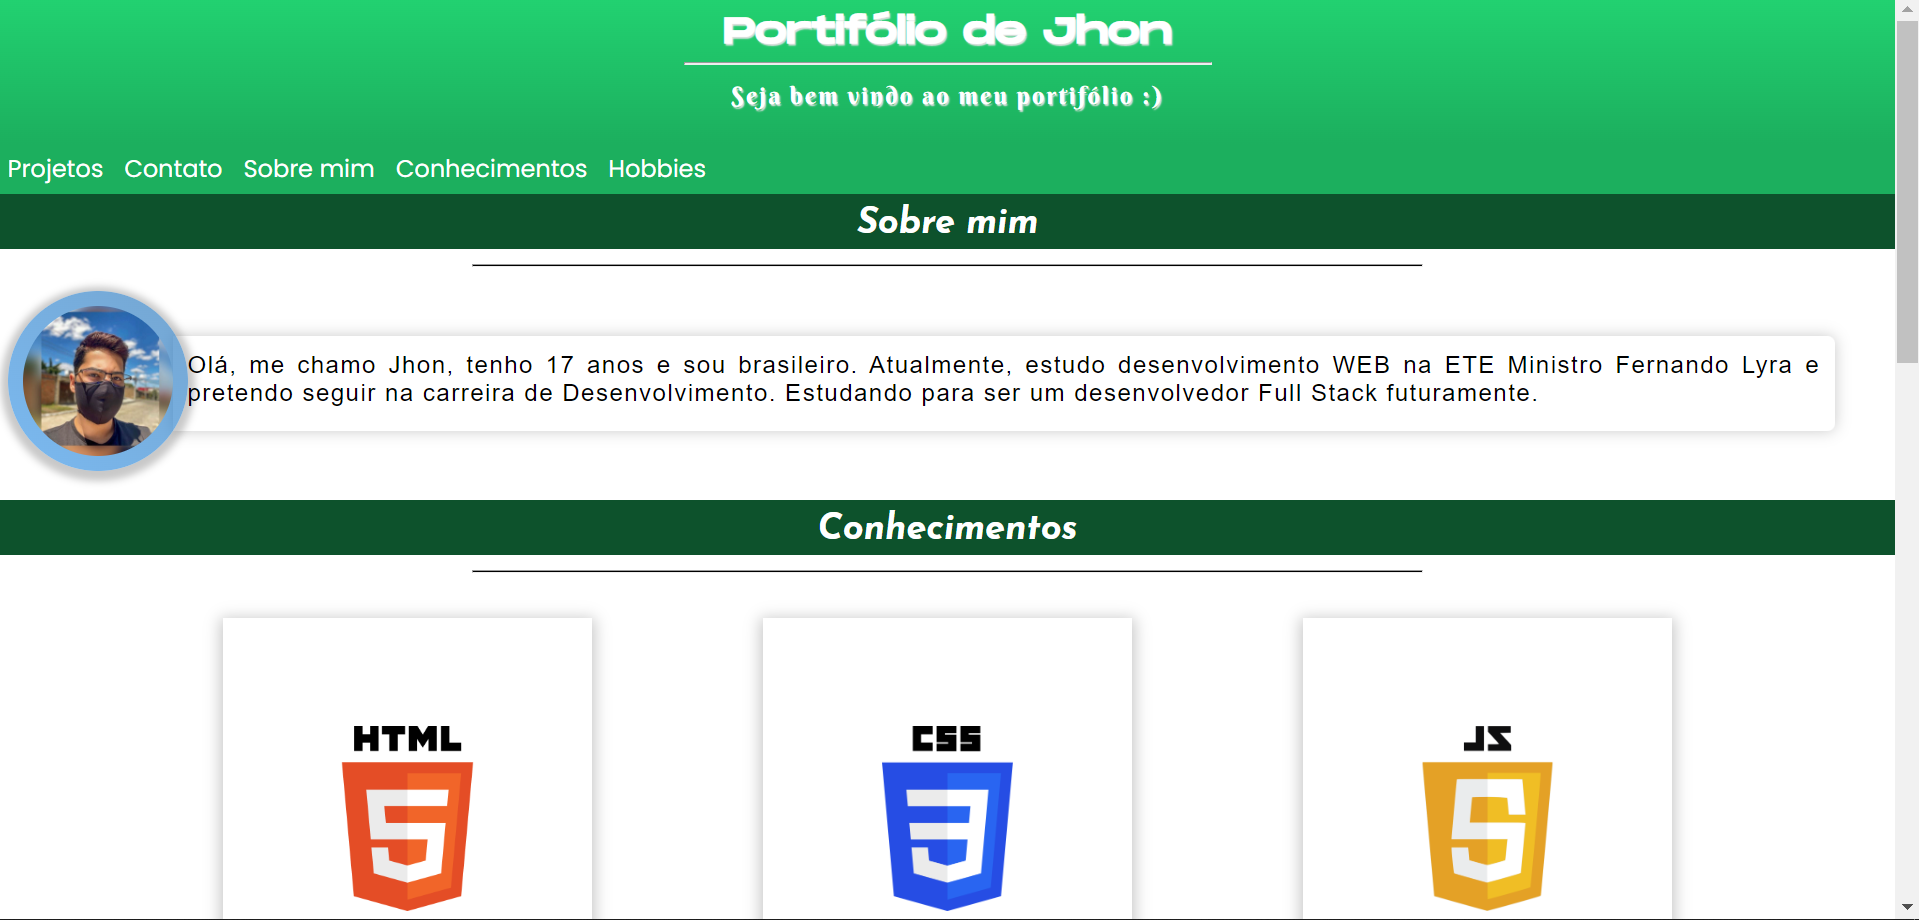 Portifólio de Jhon
Seja bem vindo ao meu portifólio :)
Projetos Contato Sobre mim Conhecimentos Hobbies
Sobre mim
Olá, me chamo Jhon, tenho 17 anos e sou brasileiro. Atualmente, estudo desenvolvimento WEB na ETE Ministro Fernando Lyra e
pretendo seguir na carreira de Desenvolvimento. Estudando para ser um desenvolvedor Full Stack futuramente.
Conhecimentos
HTML CSS JS
5 3 5